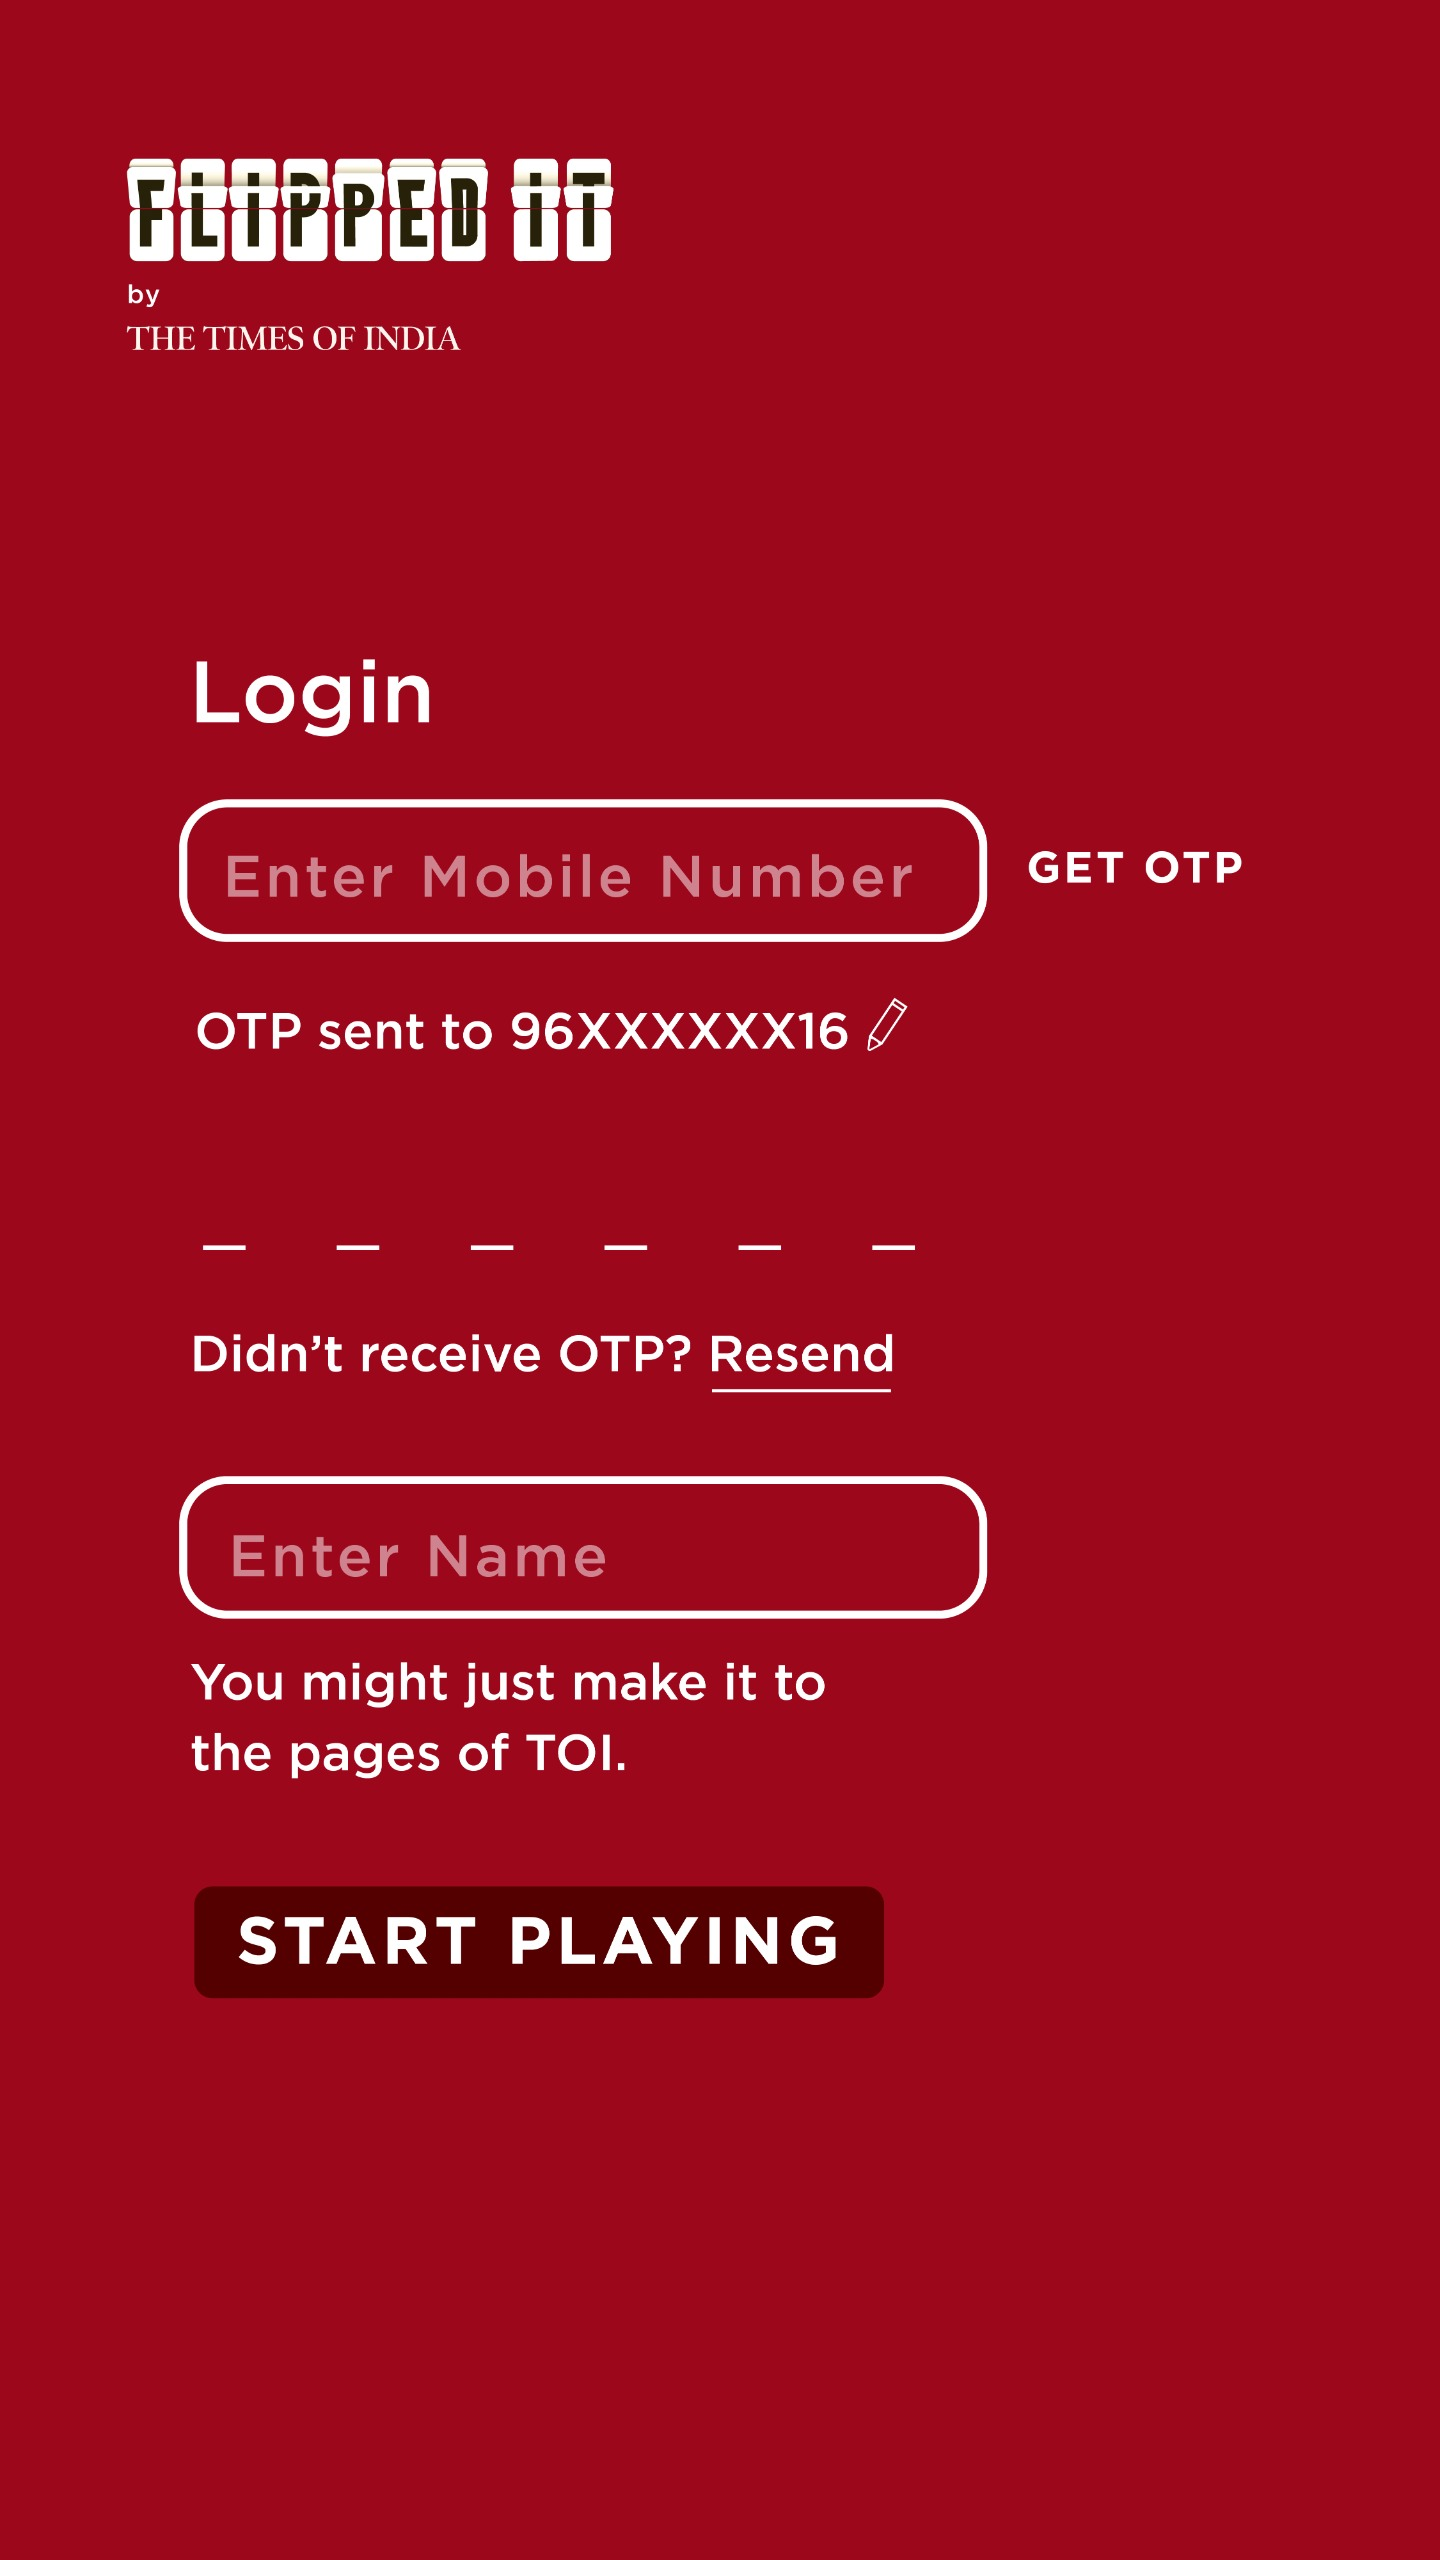 FLIPPED IT
by
THE TIMES OF INDIA
Login
Enter Mobile Number
GET OTP
OTP sent to 96XXXXXX16
Didn’t receive OTP? Resend
Enter Name
You might just make it to
the pages of TOI.
START PLAYING